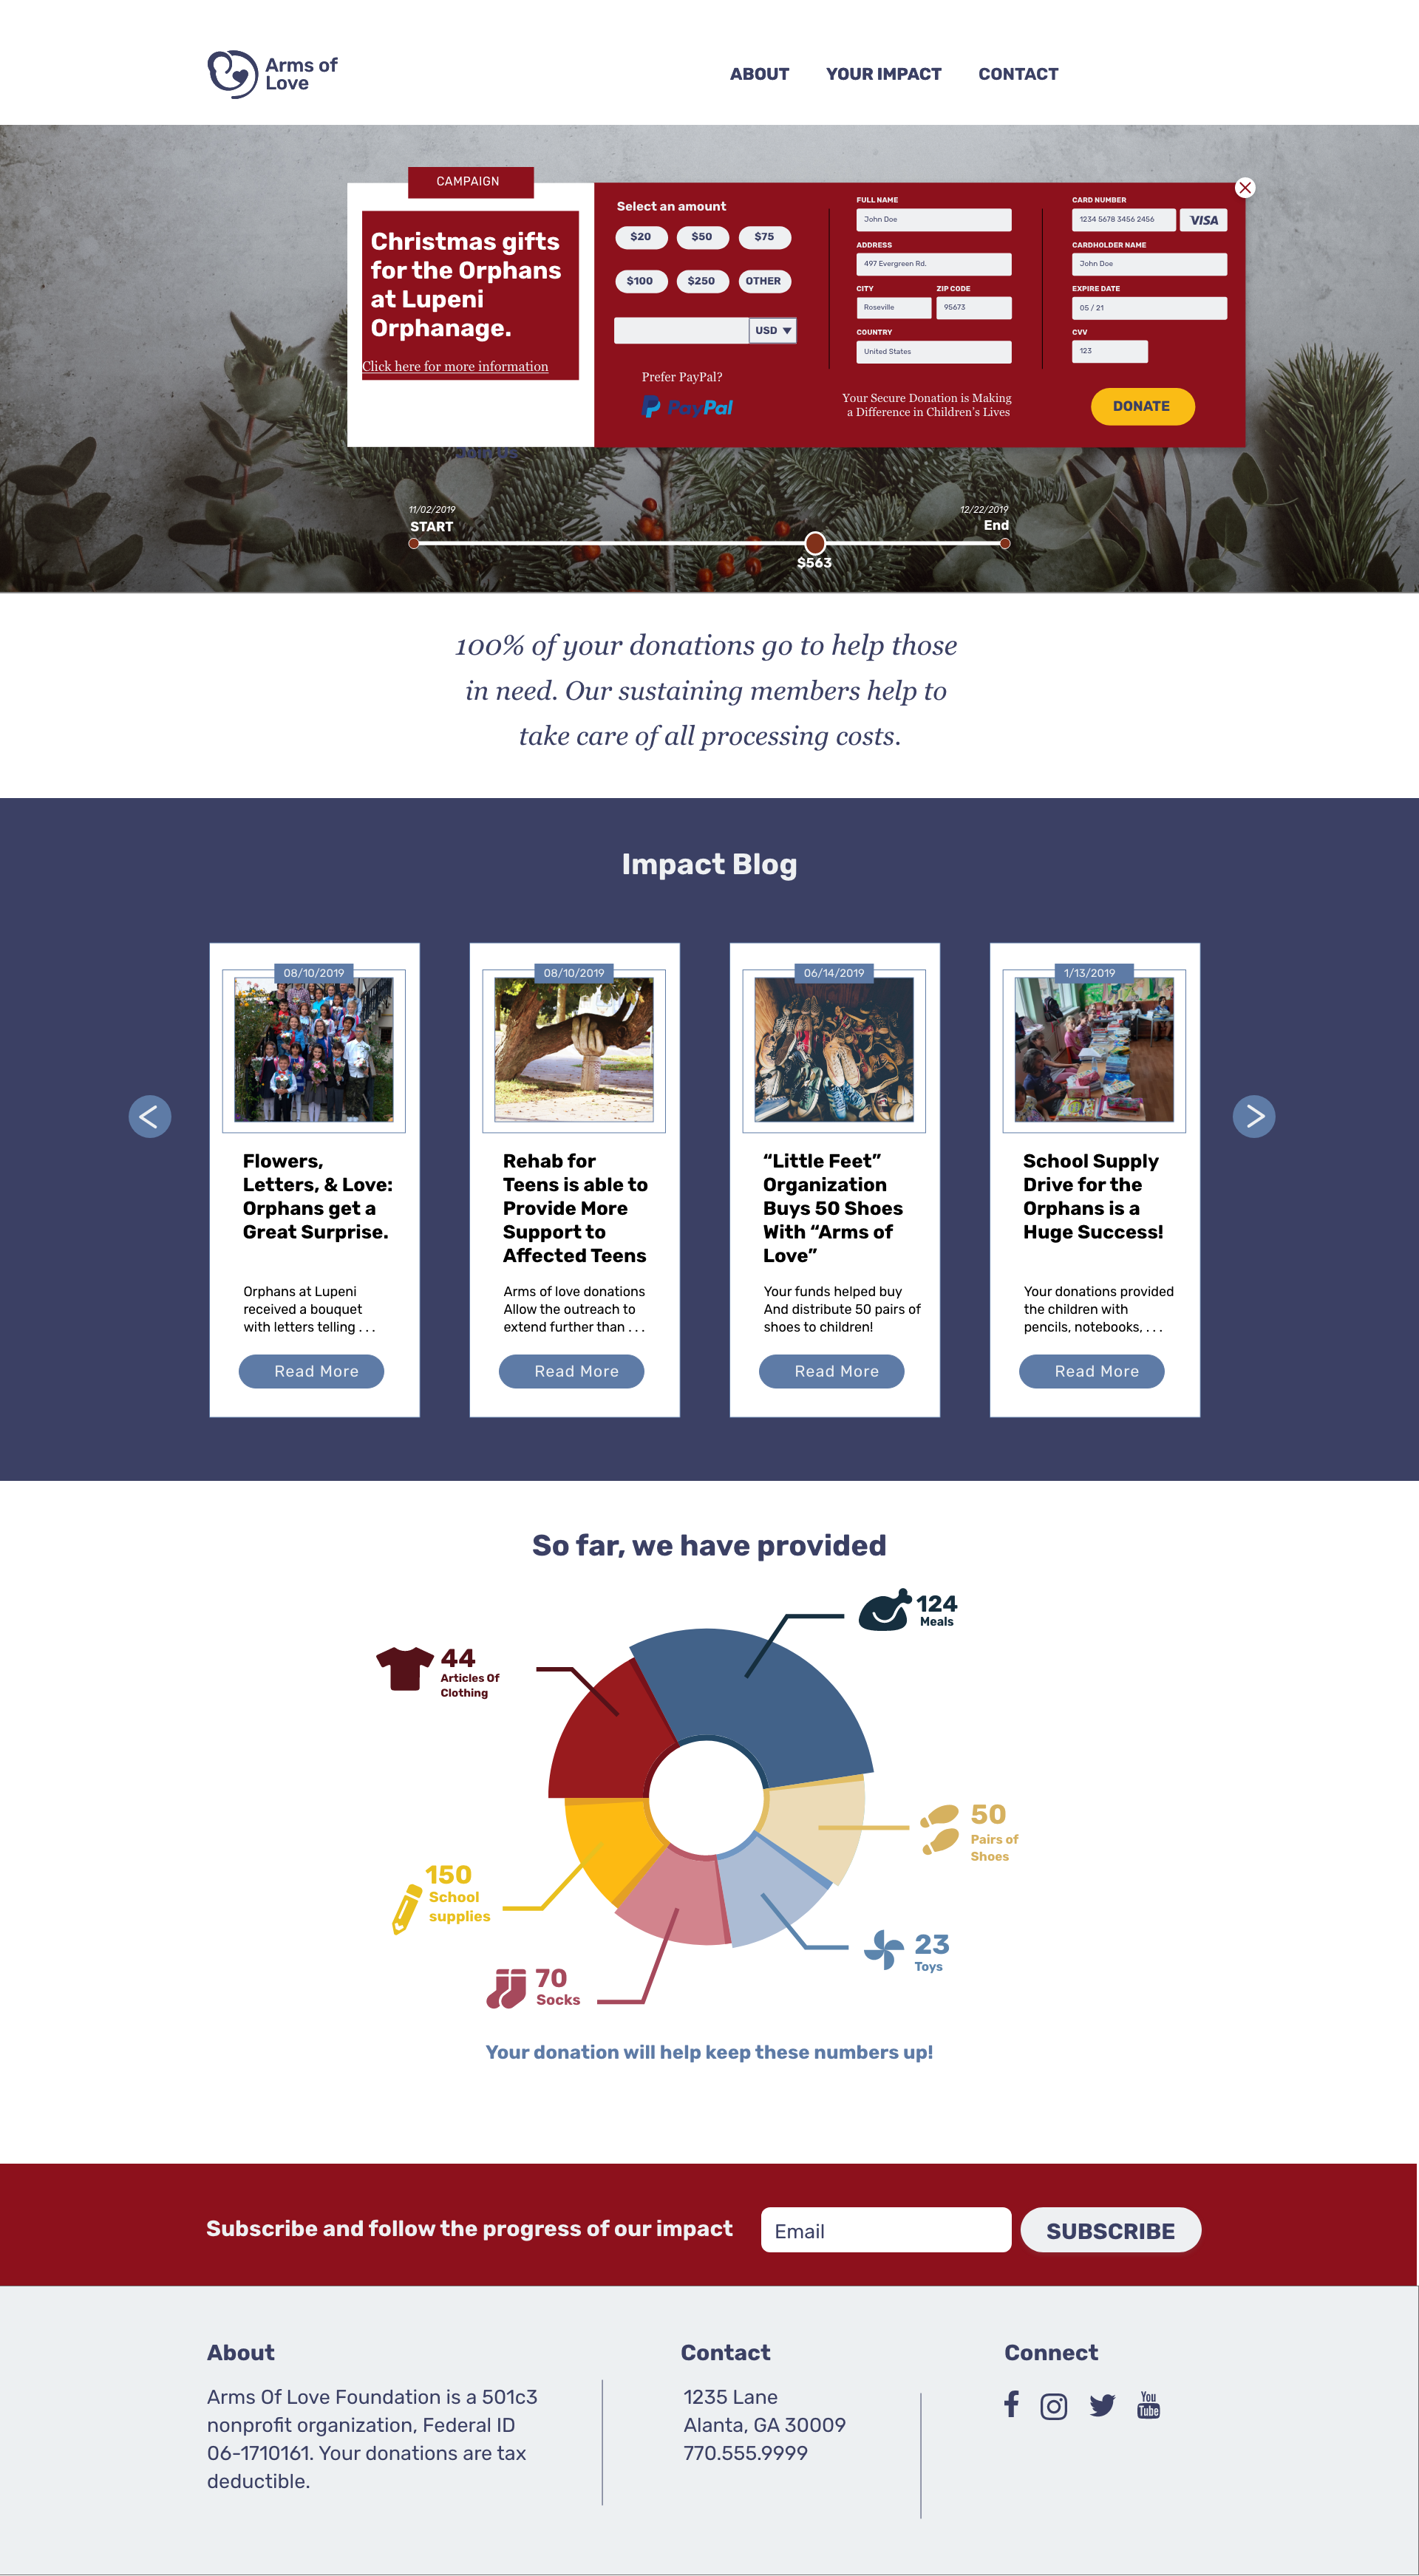 Arms of
Love
ABOUT YOUR IMPACT CONTACT
CAMPAIGN
Christmas gifts
for the Orphans
at Lupeni
Orphanage.
Click here for more information
Select an amount
$20 $50 $75
$100 $250 OTHER
USD
Prefer PayPal?
PayPal
FULL NAME
John Doe
ADDRESS
497 Evergreen Rd.
CITY ZIP CODE
Roseville 95673
COUNTRY
United States
Your Secure Donation is Making
a Difference in Children's Lives
CARD NUMBER
1234 5678 3456 2456 VISA
CARDHOLDER NAME
John Doe
EXPIRE DATE
05 / 21
CVV
123
DONATE
11/02/2019
START
12/22/2019
End
$563
100% of your donations go to help those
in need. Our sustaining members help to
take care of all processing costs.
Impact Blog
08/10/2019
Flowers,
Letters, & Love:
Orphans get a
Great Surprise.
Orphans at Lupeni
received a bouquet
with letters telling . . .
Read More
08/10/2019
Rehab for
Teens is able to
Provide More
Support to
Affected Teens
Arms of love donations
Allow the outreach to
extend further than . . .
Read More
06/14/2019
“Little Feet”
Organization
Buys 50 Shoes
With “Arms of
Love”
Your funds helped buy
And distribute 50 pairs of
shoes to children!
Read More
1/13/2019
School Supply
Drive for the
Orphans is a
Huge Success!
Your donations provided
the children with
pencils, notebooks, . . .
Read More
So far, we have provided
124
Meals
44
Articles Of
Clothing
50
Pairs of
Shoes
150
School
supplies
23
Toys
70
Socks
Your donation will help keep these numbers up!
Subscribe and follow the progress of our impact
Email
SUBSCRIBE
About
Arms Of Love Foundation is a 501c3
nonprofit organization, Federal ID
06-1710161. Your donations are tax
deductible.
Contact
1235 Lane
Alanta, GA 30009
770.555.9999
Connect
You
Tube